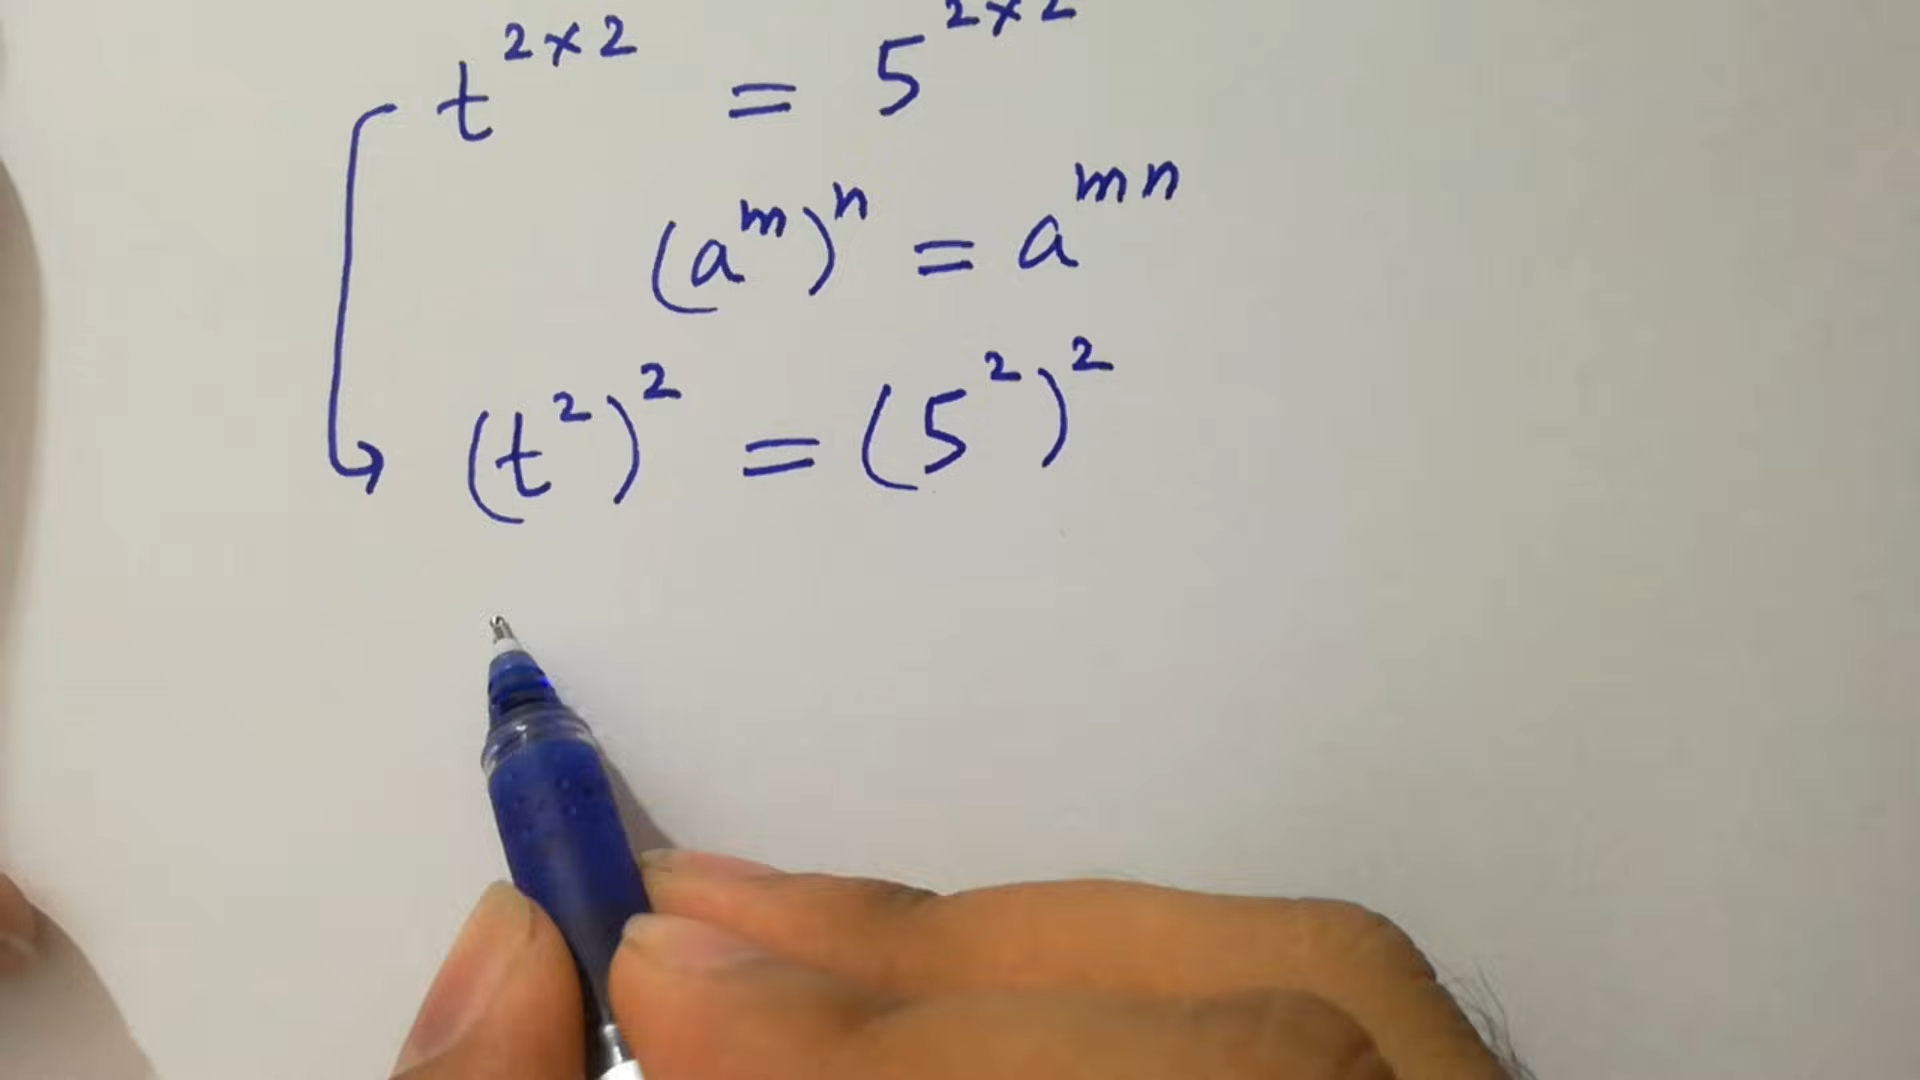 t^{2×2} = 5^{2×2}
(a^m)^n = a^{mn}
(t^2)^2 = (5^2)^2